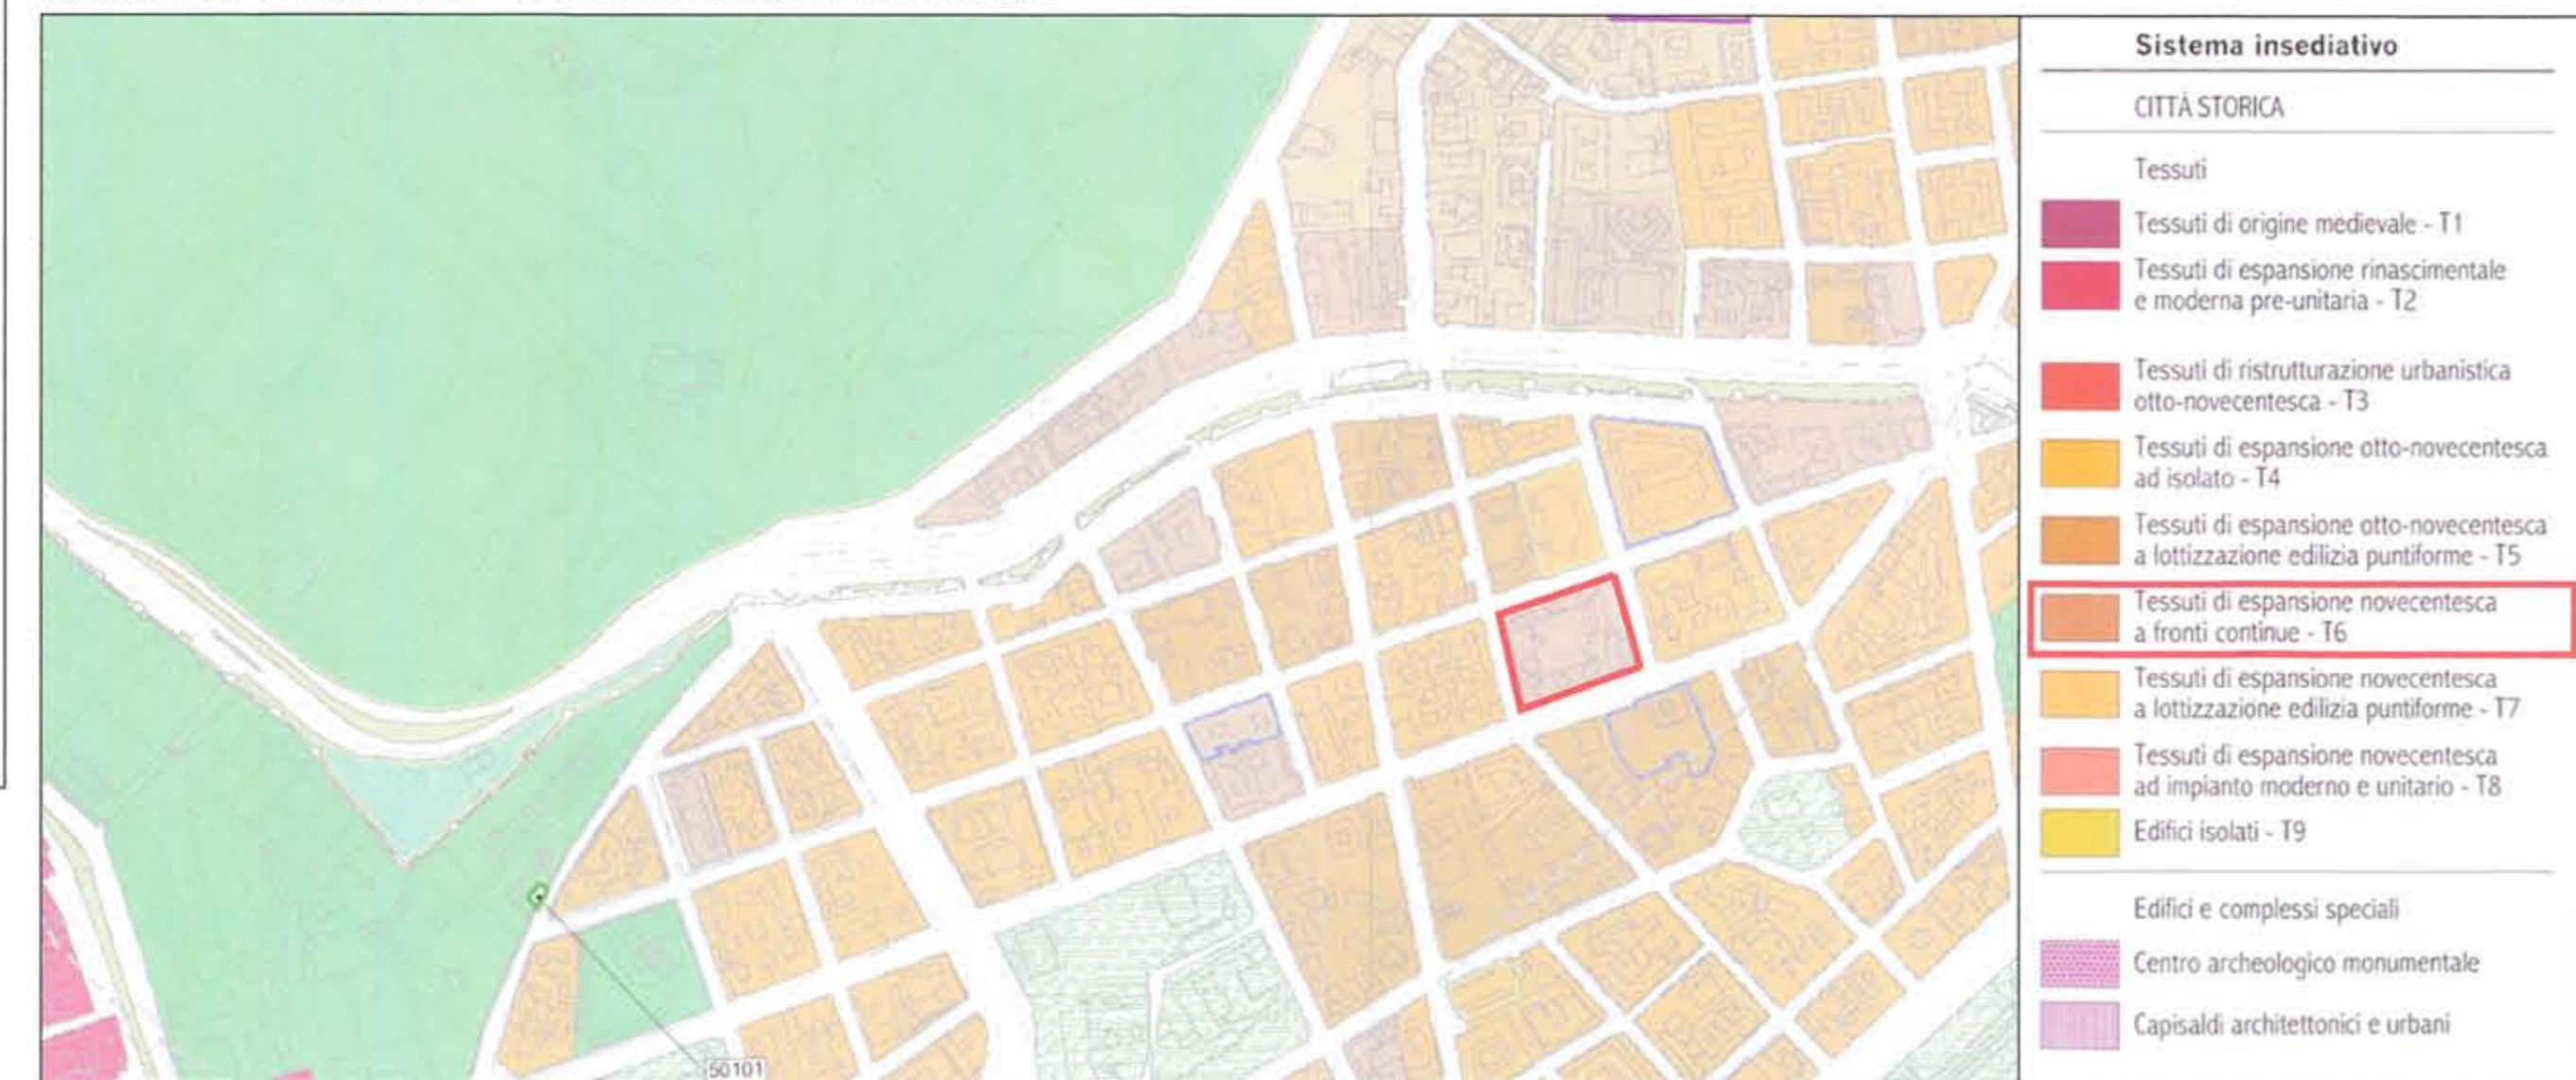 Sistema insediativo
CITTÀ STORICA
Tessuti
Tessuti di origine medievale - T1
Tessuti di espansione rinascimentale
e moderna pre-unitaria - T2
Tessuti di ristrutturazione urbanistica
otto-novecentesca - T3
Tessuti di espansione otto-novecentesca
ad isolato - T4
Tessuti di espansione otto-novecentesca
a lottizzazione edilizia puntiforme - T5
Tessuti di espansione novecentesca
a fronti continue - T6
Tessuti di espansione novecentesca
a lottizzazione edilizia puntiforme - T7
Tessuti di espansione novecentesca
ad impianto moderno e unitario - T8
Edifici isolati - T9
Edifici e complessi speciali
Centro archeologico monumentale
Capisaldi architettonici e urbani
50101